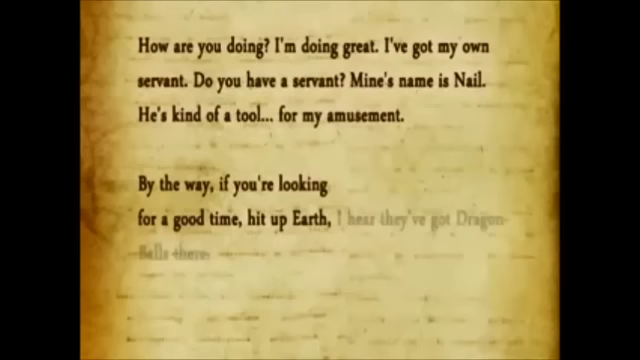 How are you doing? I'm doing great. I've got my own
servant. Do you have a servant? Mine's name is Nail.
He's kind of a tool... for my amusement.
By the way, if you're looking
for a good time, hit up Earth, I hear they've got Dragon-
Balls there.